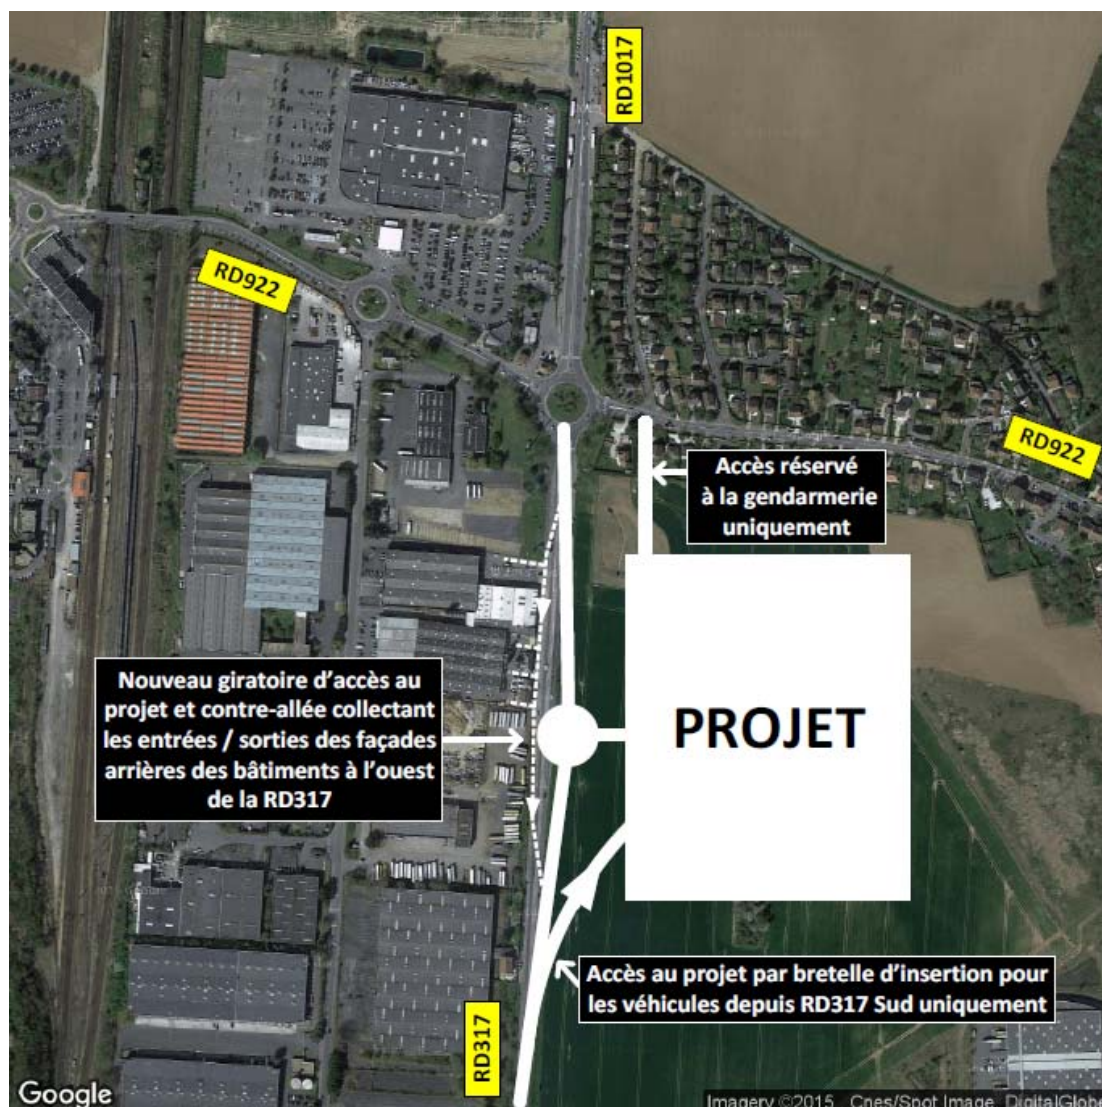 RD1017
RD922
RD922
Accès réservé
à la gendarmerie
uniquement
Nouveau giratoire d’accès au
projet et contre-allée collectant
les entrées / sorties des façades
arrières des bâtiments à l’ouest
de la RD317
PROJET
Accès au projet par bretelle d’insertion pour
les véhicules depuis RD317 Sud uniquement
RD317
Google
Imagery ©2015 , Cnes/Spot Image, DigitalGlobe